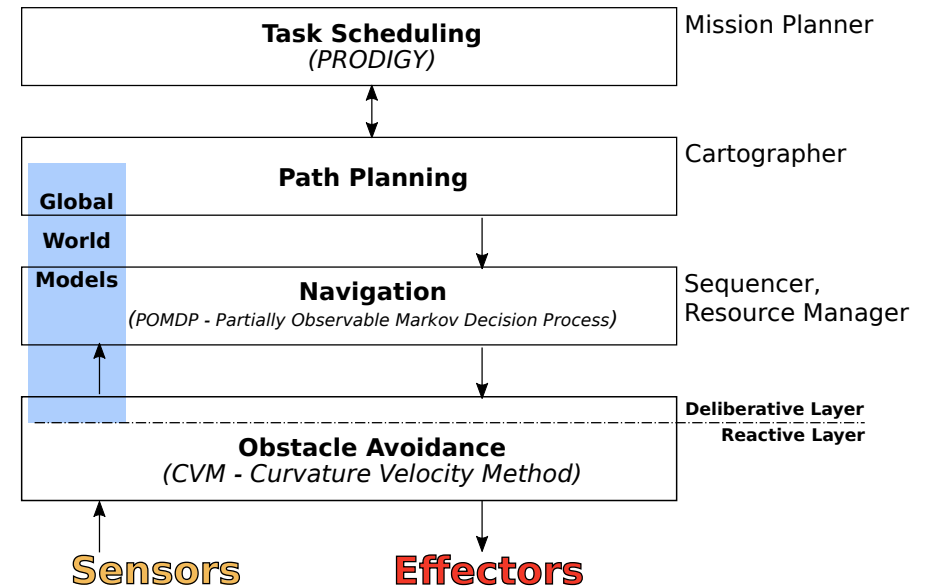 Task Scheduling
(PRODIGY)
Mission Planner
Path Planning
Cartographer
Global
World
Models
Navigation
(POMDP - Partially Observable Markov Decision Process)
Sequencer,
Resource Manager
Deliberative Layer
Reactive Layer
Obstacle Avoidance
(CVM - Curvature Velocity Method)
Sensors
Effectors